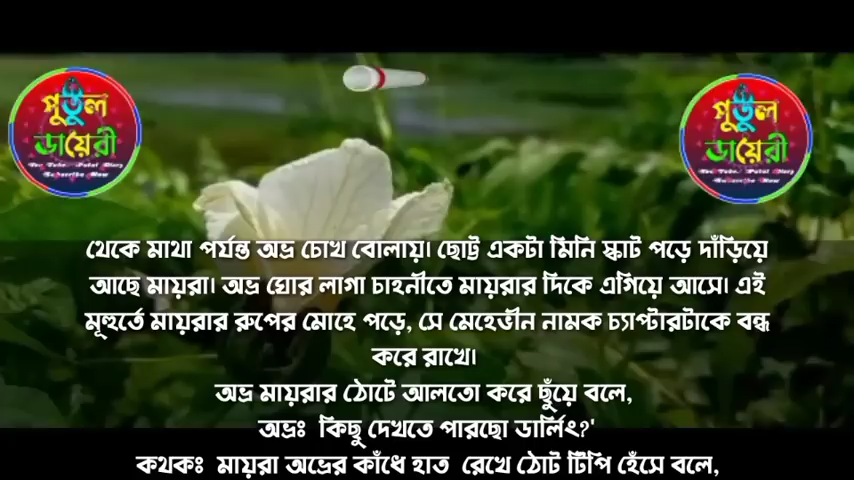 পুতুল
ডায়েরী
পুতুল
ডায়েরী
থেকে মাথা পর্যন্ত অভ্র চোখ বোলায়। ছোট্ট একটা মিনি স্কাট পড়ে দাঁড়িয়ে
আছে মায়রা। অভ্র ঘোর লাগা চাহনীতে মায়রার দিকে এগিয়ে আসে। এই
মূহুর্তে মায়রার রুপের মোহে পড়ে, সে মেহেভীন নামক চ্যাপ্টারটাকে বন্ধ
করে রাখে।
অভ্র মায়রার ঠোটে আলতো করে ছুঁয়ে বলে,
অভ্রঃ কিছু দেখতে পারছো ডার্লিং?'
কথকঃ মায়রা অভ্রের কাঁধে হাত রেখে ঠোট টিপি হেঁসে বলে,